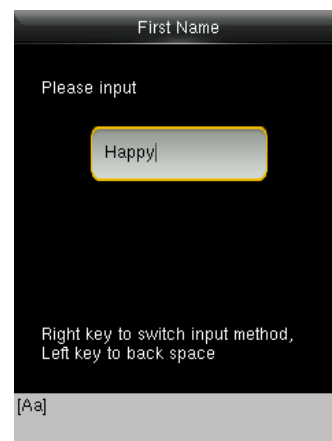 First Name
Please input
Happy
Right key to switch input method,
Left key to back space
[Aa]